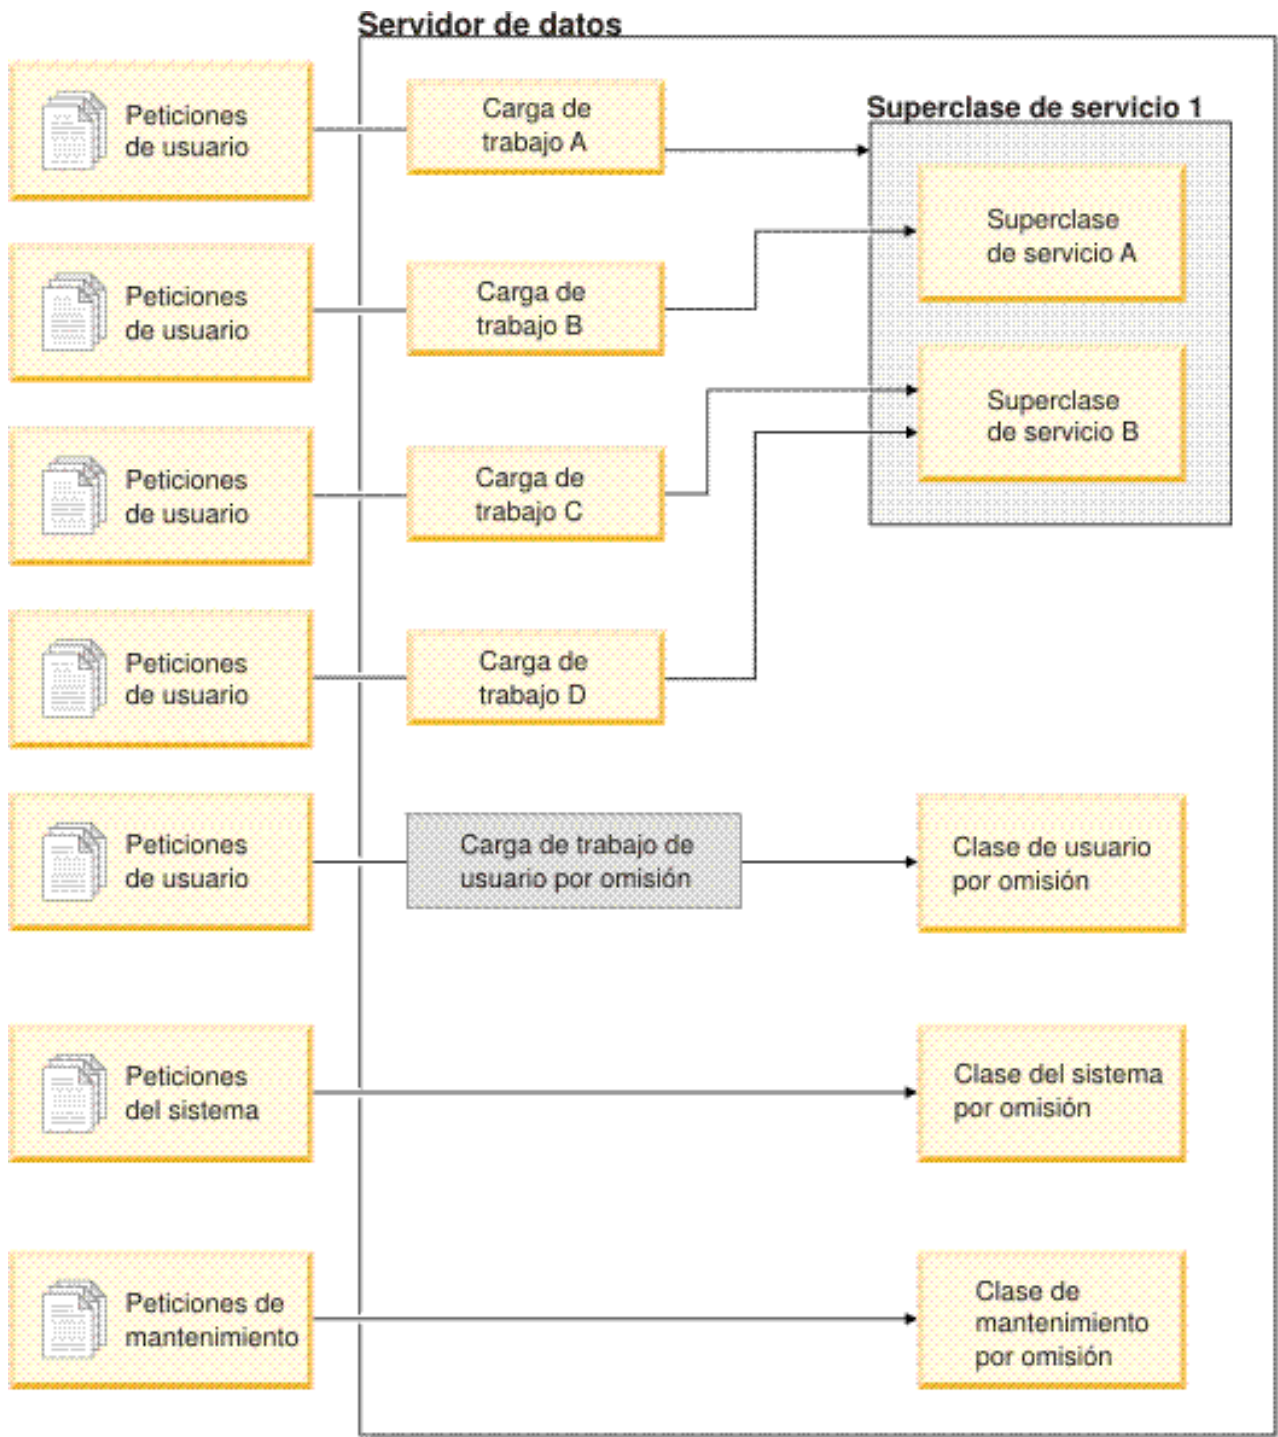 Servidor de datos
Peticiones
de usuario
Carga de
trabajo A
Superclase de servicio 1
Superclase
de servicio A
Peticiones
de usuario
Carga de
trabajo B
Superclase
de servicio B
Peticiones
de usuario
Carga de
trabajo C
Peticiones
de usuario
Carga de
trabajo D
Peticiones
de usuario
Carga de trabajo de
usuario por omisión
Clase de usuario
por omisión
Peticiones
del sistema
Clase del sistema
por omisión
Peticiones de
mantenimiento
Clase de
mantenimiento
por omisión